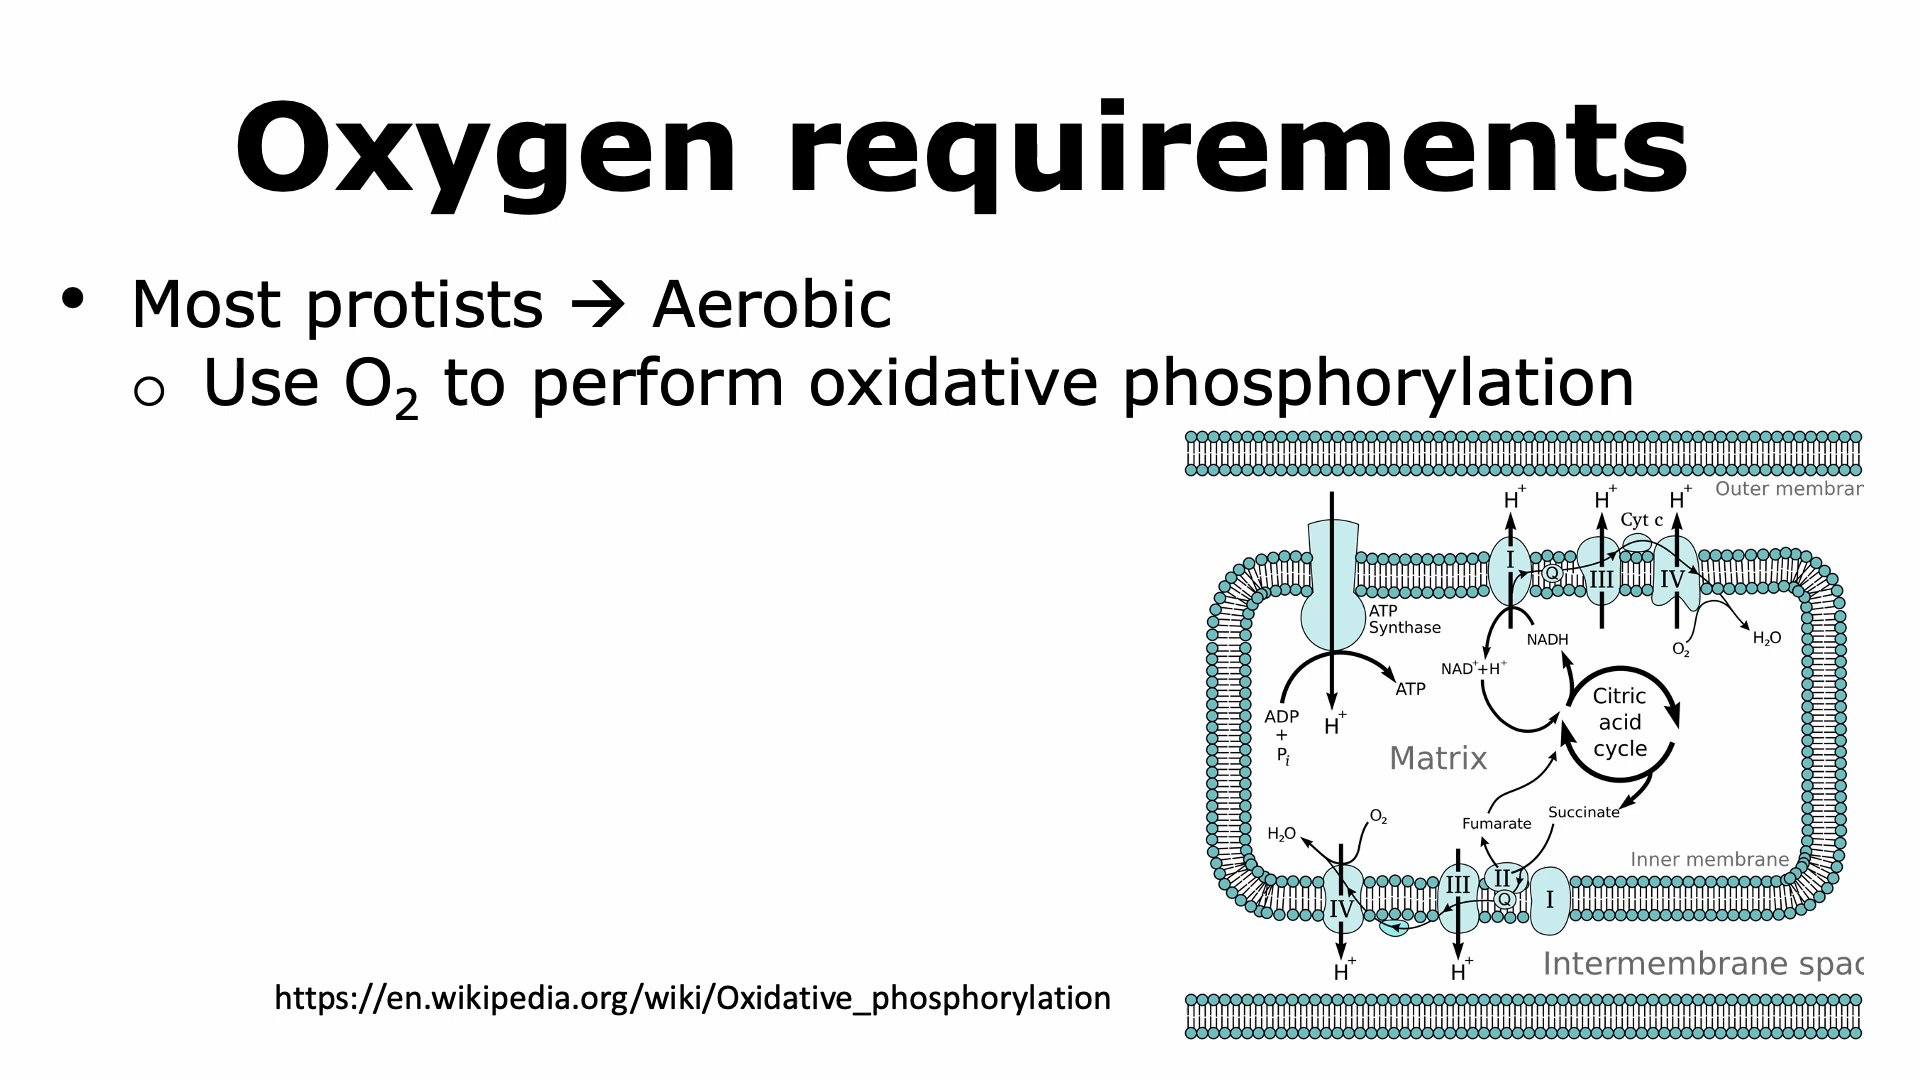 Oxygen requirements
• Most protists → Aerobic
o Use O₂ to perform oxidative phosphorylation
Outer membran
H⁺
H⁺
H⁺
Cyt c
I
Q
III
IV
ATP
Synthase
NADH
O₂
H₂O
NAD⁺+H⁺
ATP
ADP
+
Pᵢ
H⁺
Citric
acid
cycle
Matrix
Succinate
Fumarate
O₂
H₂O
Inner membrane
IV
III
II
Q
I
H⁺
H⁺
Intermembrane spac
https://en.wikipedia.org/wiki/Oxidative_phosphorylation